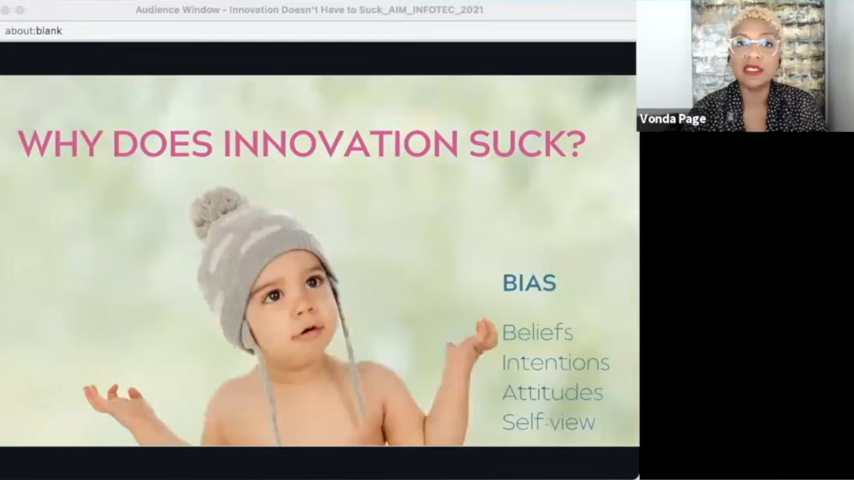 Audience Window - Innovation Doesn't Have to Suck_AIM_INFOTEC_2021
about:blank
WHY DOES INNOVATION SUCK?
Vonda Page
BIAS
Beliefs
Intentions
Attitudes
Self-view